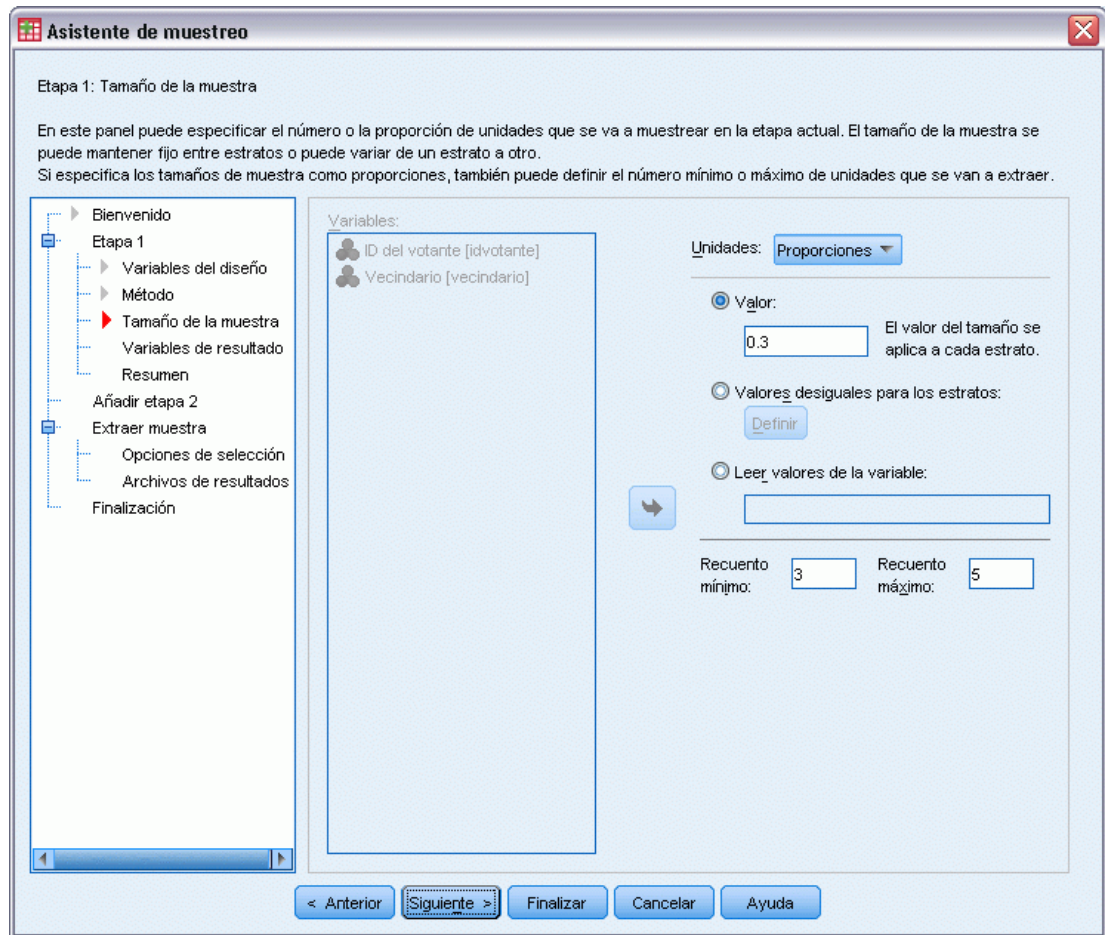 Asistente de muestreo
Etapa 1: Tamaño de la muestra
En este panel puede especificar el número o la proporción de unidades que se va a muestrear en la etapa actual. El tamaño de la muestra se
puede mantener fijo entre estratos o puede variar de un estrato a otro.
Si especifica los tamaños de muestra como proporciones, también puede definir el número mínimo o máximo de unidades que se van a extraer.
Bienvenido
Etapa 1
Variables del diseño
Método
Tamaño de la muestra
Variables de resultado
Resumen
Añadir etapa 2
Extraer muestra
Opciones de selección
Archivos de resultados
Finalización
Variables:
ID del votante [idvotante]
Vecindario [vecindario]
Unidades: Proporciones
Valor:
0.3
El valor del tamaño se
aplica a cada estrato.
Valores desiguales para los estratos:
Definir
Leer valores de la variable:
Recuento
mínimo:
3
Recuento
máximo:
5
< Anterior
Siguiente >
Finalizar
Cancelar
Ayuda